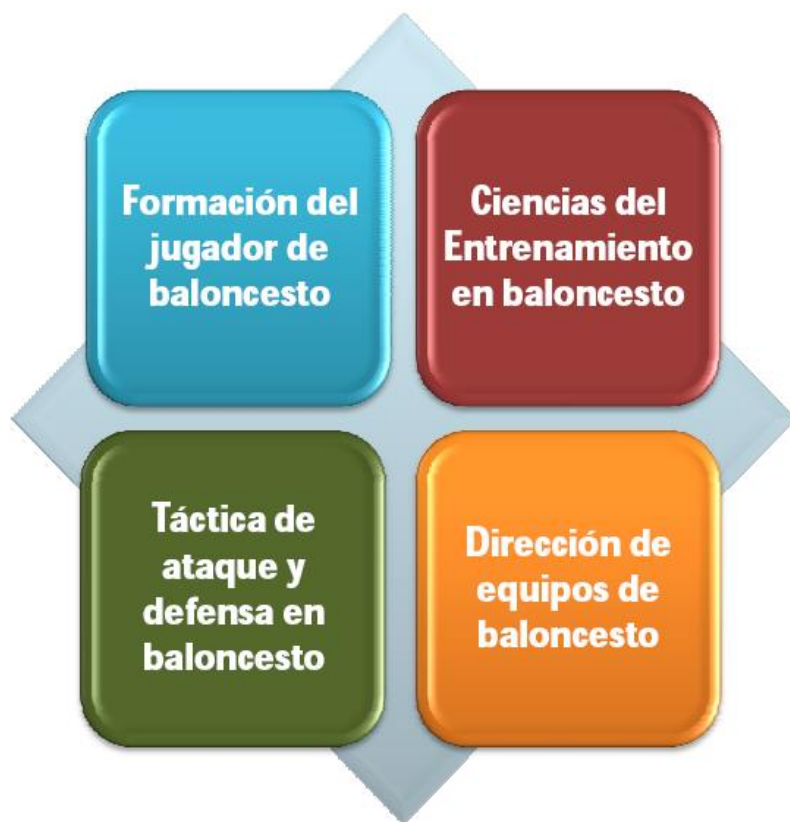 Formación del
jugador de
baloncesto
Ciencias del
Entrenamiento
en baloncesto
Táctica de
ataque y
defensa en
baloncesto
Dirección de
equipos de
baloncesto